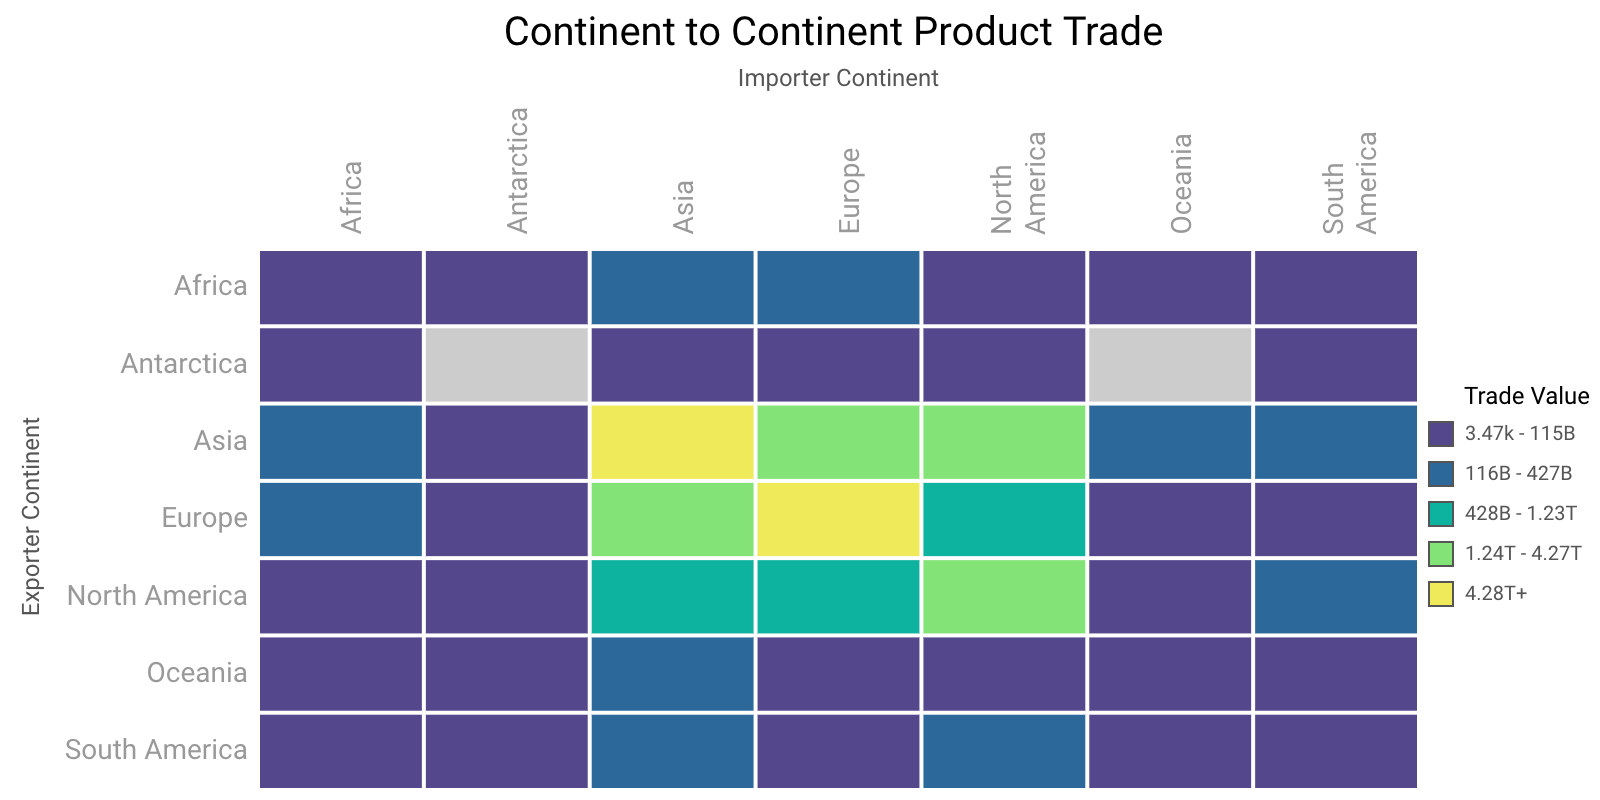 Continent to Continent Product Trade
Importer Continent
Africa
Antarctica
Asia
Europe
North
America
Oceania
South
America
Exporter Continent
Africa
Antarctica
Asia
Europe
North America
Oceania
South America
Trade Value
3.47k - 115B
116B - 427B
428B - 1.23T
1.24T - 4.27T
4.28T+